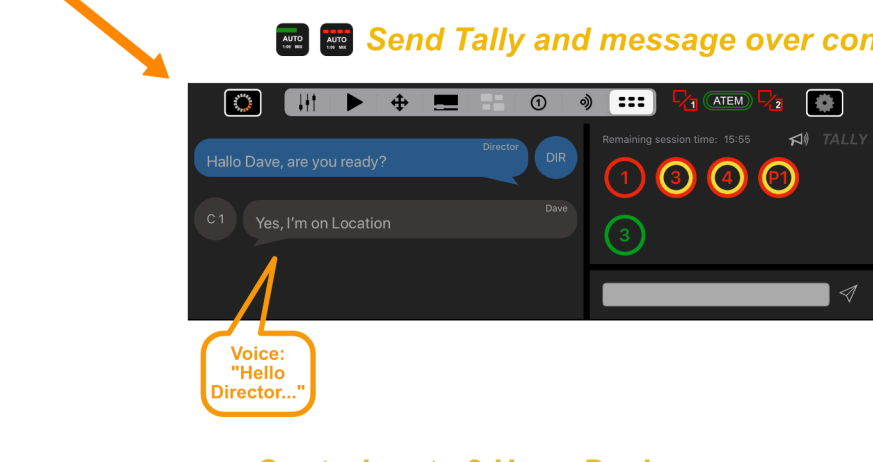 AUTO
AUTO
Send Tally and message over
1
1
ATEM
2
Director
Hallo Dave, are you ready?
DIR
Remaining session time: 15:55
TALLY
1
3
4
P1
Dave
C 1
Yes, I'm on Location
3
Voice:
"Hello
Director..."